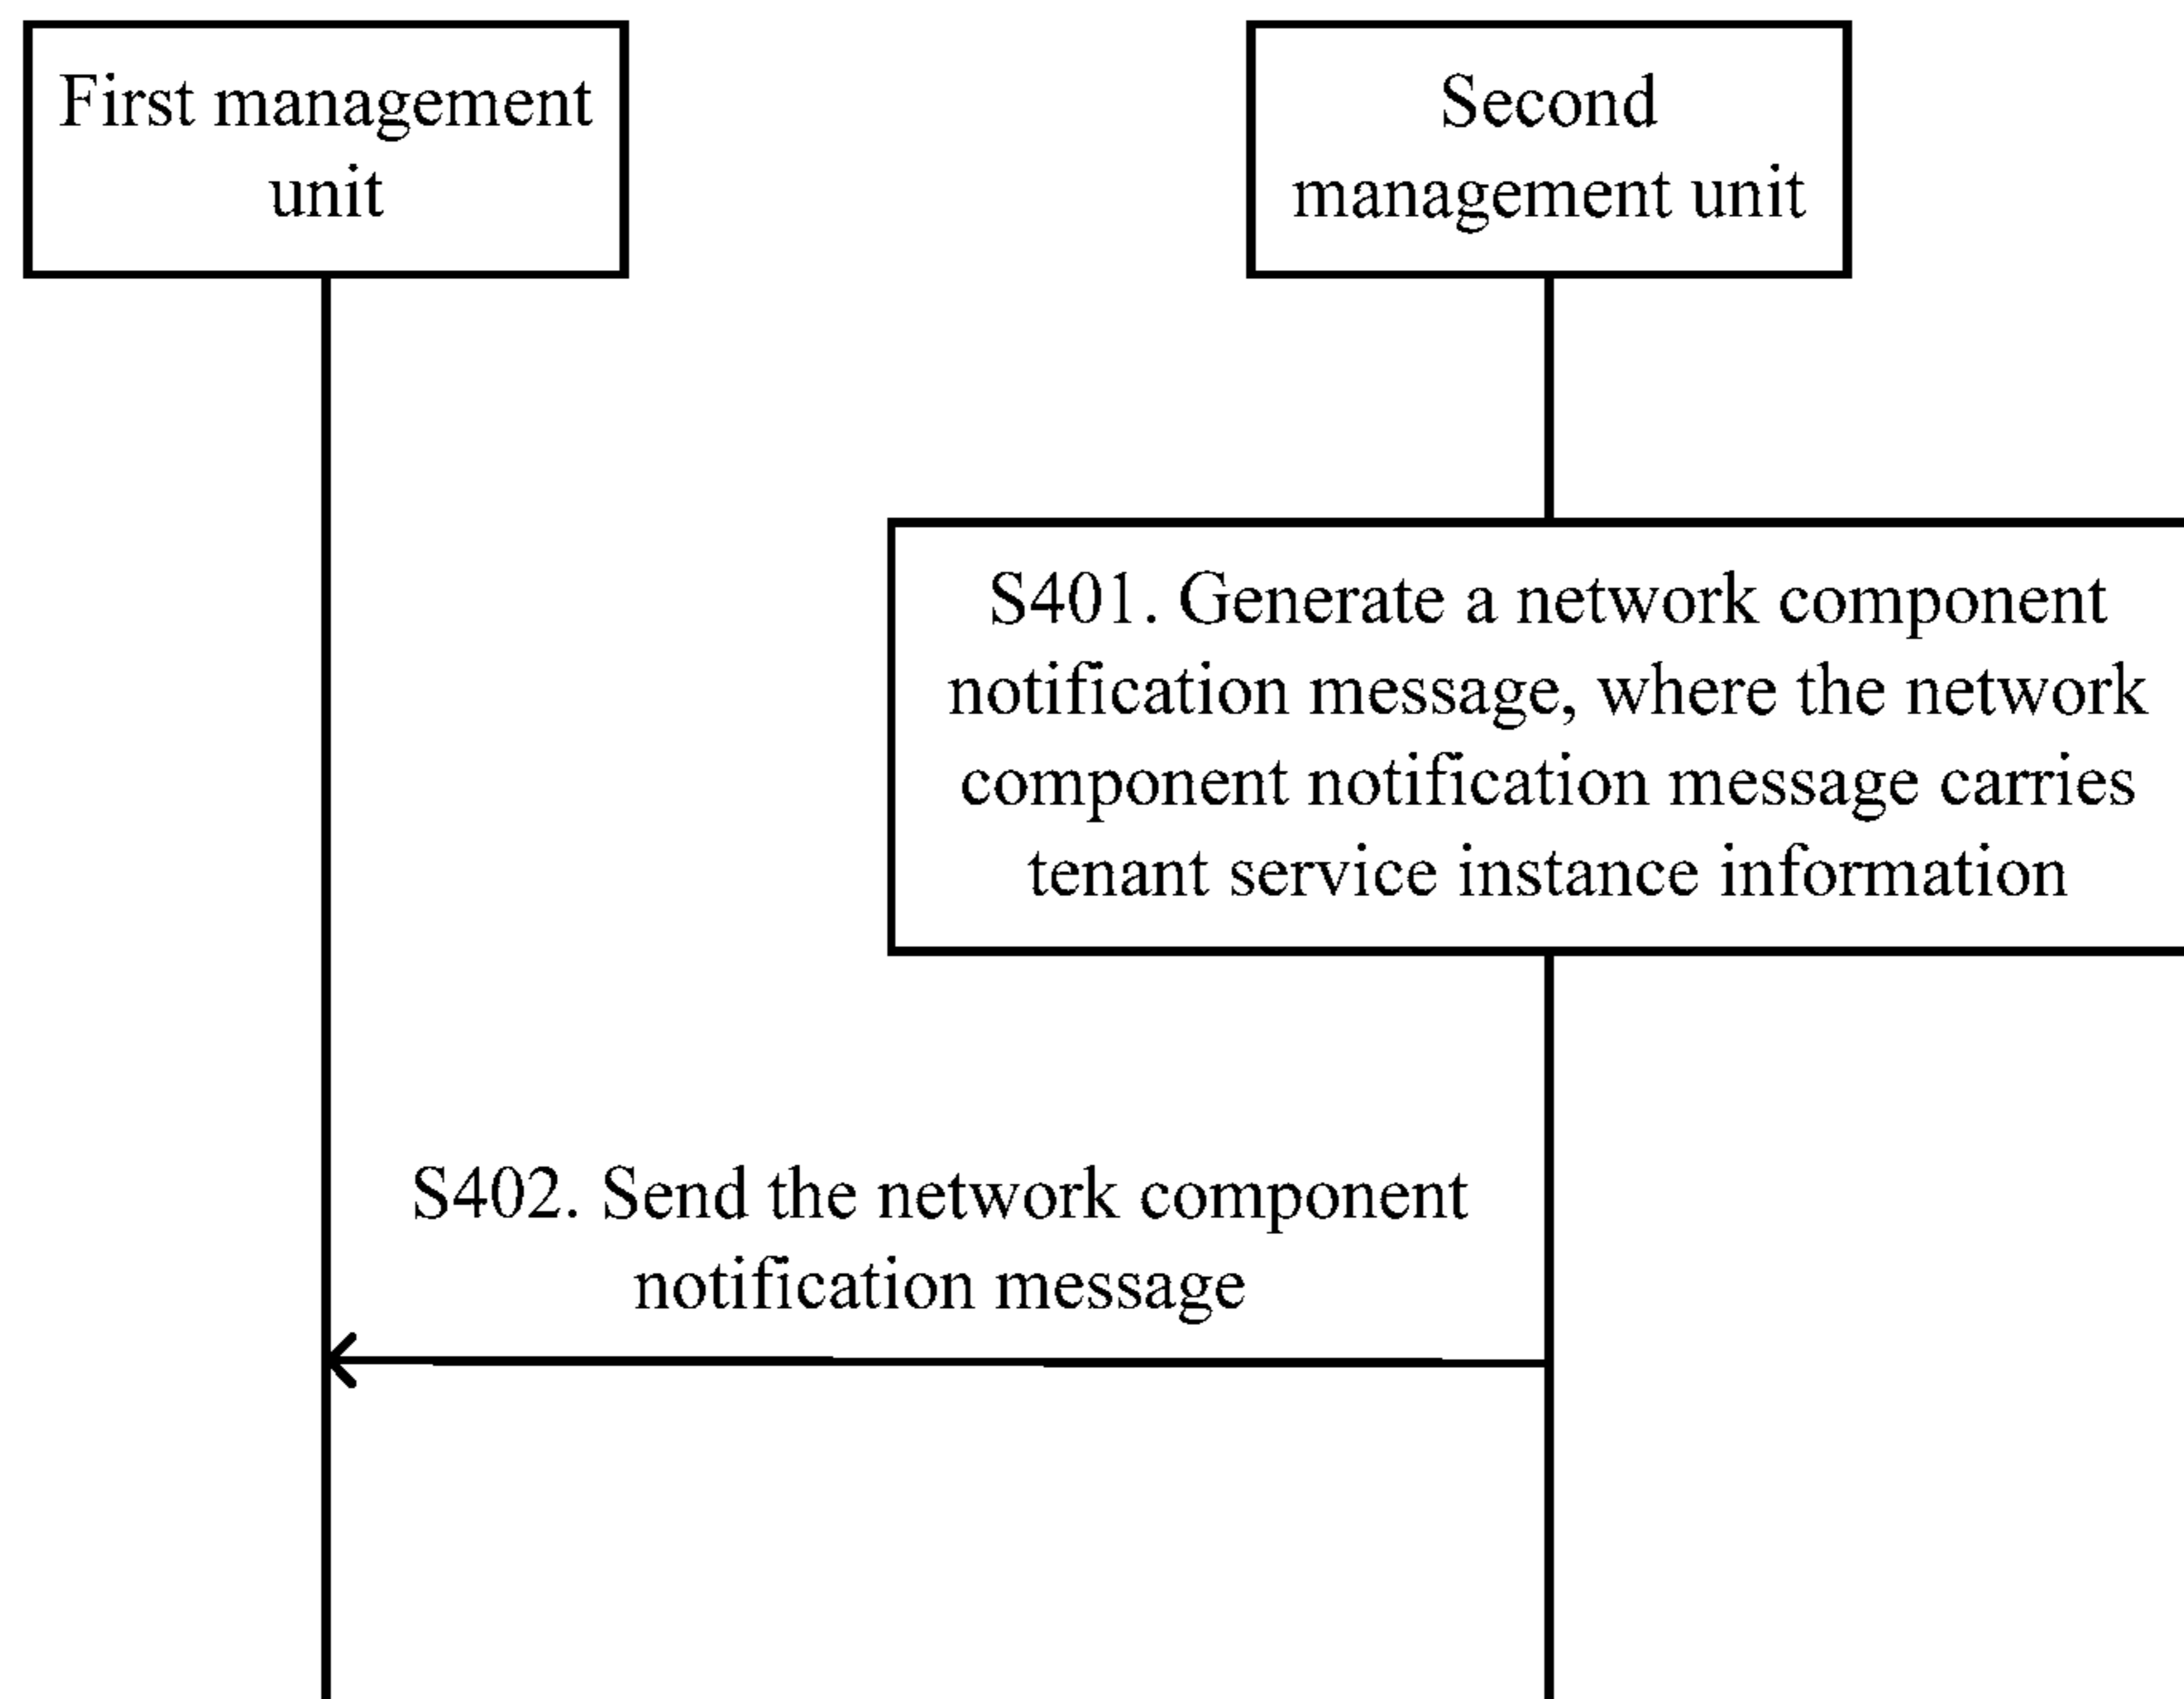 First management
unit
Second
management unit
S401. Generate a network component
notification message, where the network
component notification message carries
tenant service instance information
S402. Send the network component
notification message